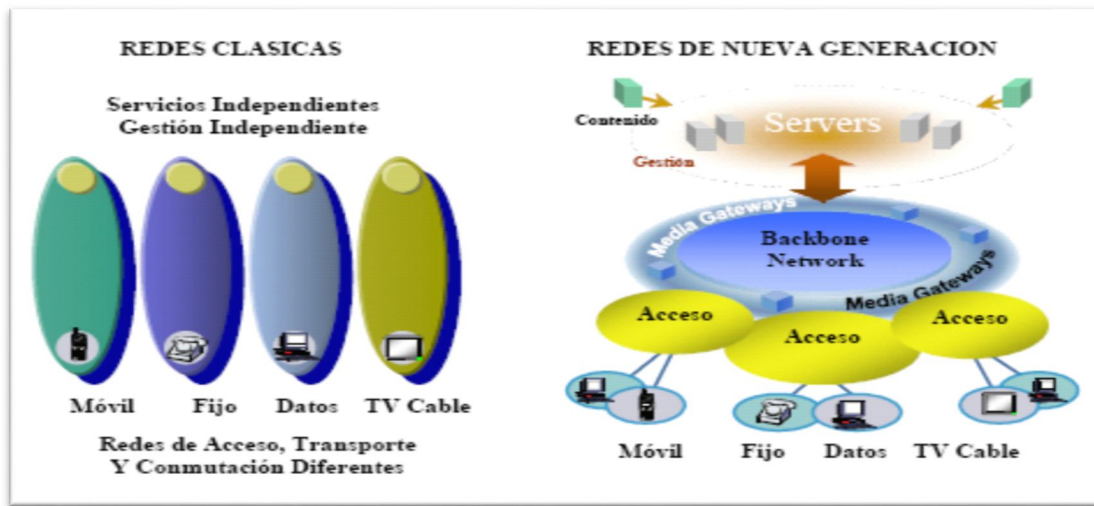 REDES CLASICAS
Servicios Independientes
Gestión Independiente
Móvil
Fijo
Datos
TV Cable
Redes de Acceso, Transporte
Y Conmutación Diferentes
REDES DE NUEVA GENERACION
Contenido
Servers
Gestión
Media Gateways
Backbone
Network
Media Gateways
Acceso
Acceso
Acceso
Móvil
Fijo
Datos
TV Cable